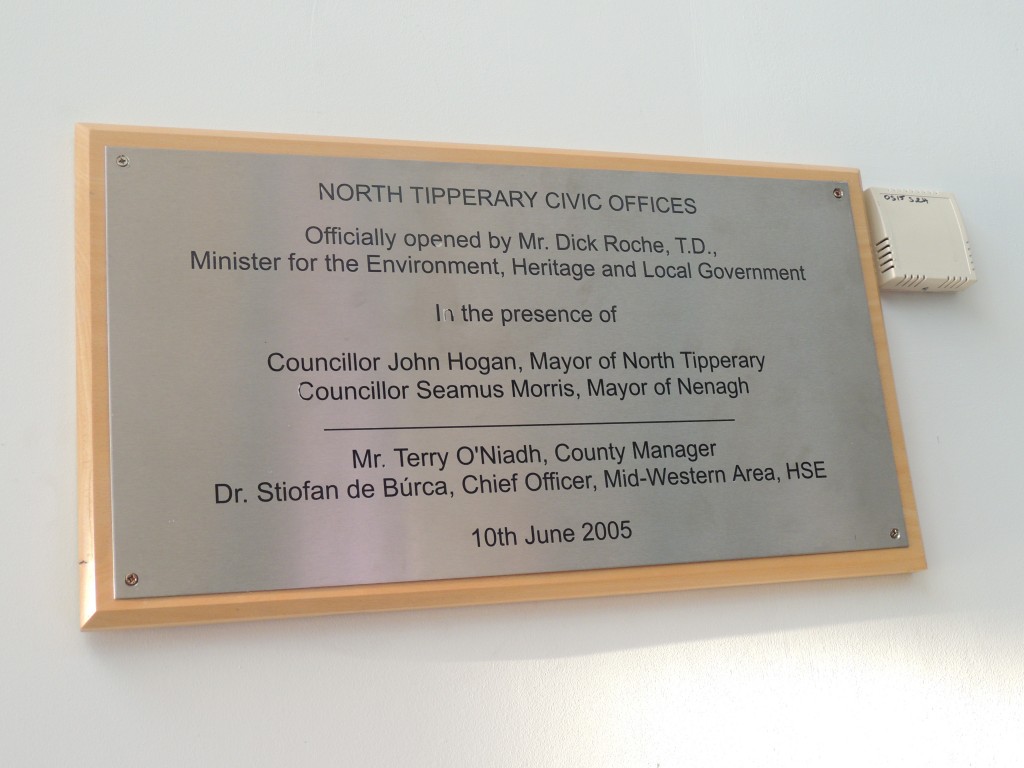 NORTH TIPPERARY CIVIC OFFICES
Officially opened by Mr. Dick Roche, T.D.,
Minister for the Environment, Heritage and Local Government
In the presence of
Councillor John Hogan, Mayor of North Tipperary
Councillor Seamus Morris, Mayor of Nenagh
Mr. Terry O'Niadh, County Manager
Dr. Stiofan de Búrca, Chief Officer, Mid-Western Area, HSE
10th June 2005